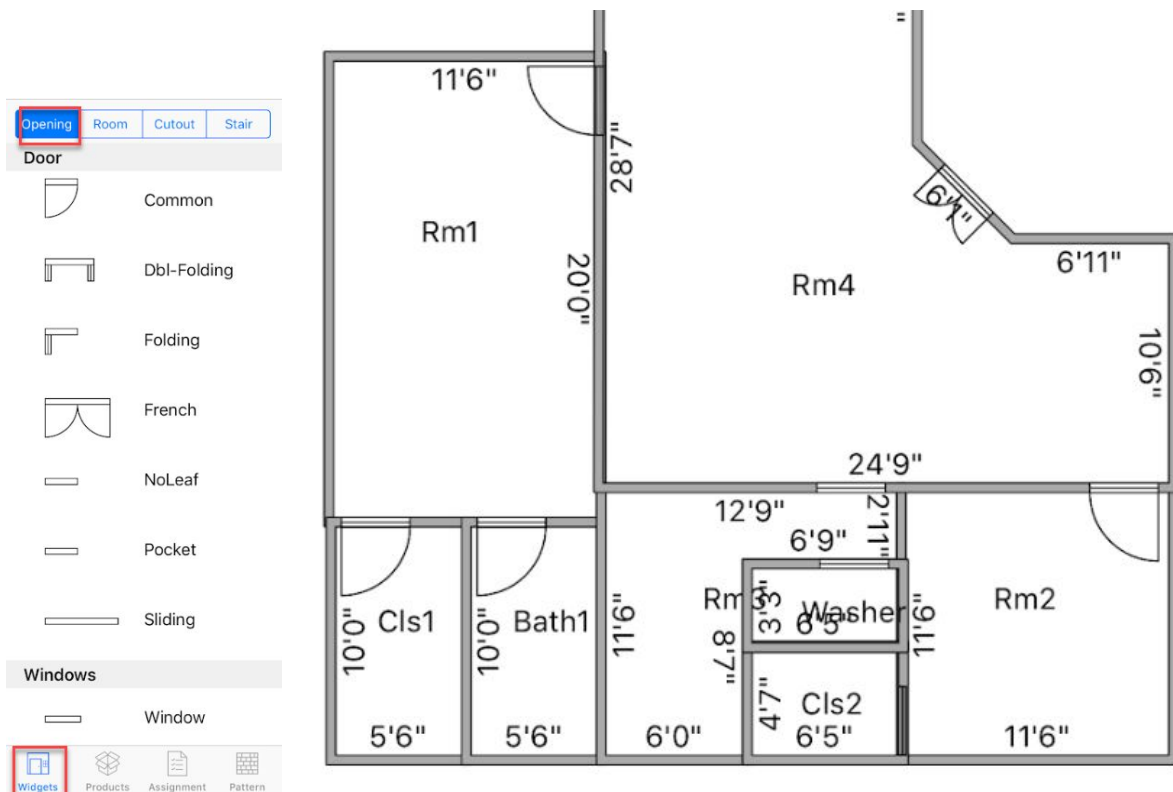 Opening Room Cutout Stair
Door
Common
Dbl-Folding
Folding
French
NoLeaf
Pocket
Sliding
Windows
Window
Widgets Products Assignment Pattern
"
11'6"
28'7"
Rm1
20'0"
6'1"
6'11"
Rm4
10'6"
24'9"
12'9"
2'11"
6'9"
Rm3
3'3"
Washer
6'5"
Rm2
Cls1
Bath1
10'0"
10'0"
11'6"
8'7"
11'6"
4'7"
Cls2
5'6"
5'6"
6'0"
6'5"
11'6"